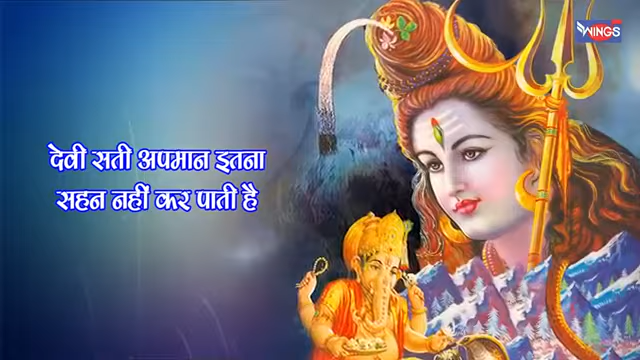 WINGS
देवी सती अपमान इतना
सहन नहीं कर पाती है